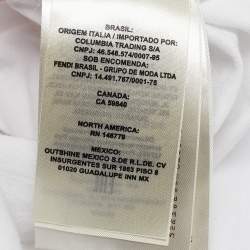 BRASIL:
ORIGEM ITALIA / IMPORTADO POR:
COLUMBIA TRADING S/A
CNPJ: 46.548.574/0007-95
SOB ENCOMENDA:
FENDI BRASIL - GRUPO DE MODA LTDA
CNPJ: 14.491.767/0001-75
CANADA:
CA 59840
NORTH AMERICA:
RN 146779
MEXICO:
OUTSHINE MEXICO S.DE R.L. DE CV
INSURGENTES SUR 1863 PISO 8
01020 GUADALUPE INN MX